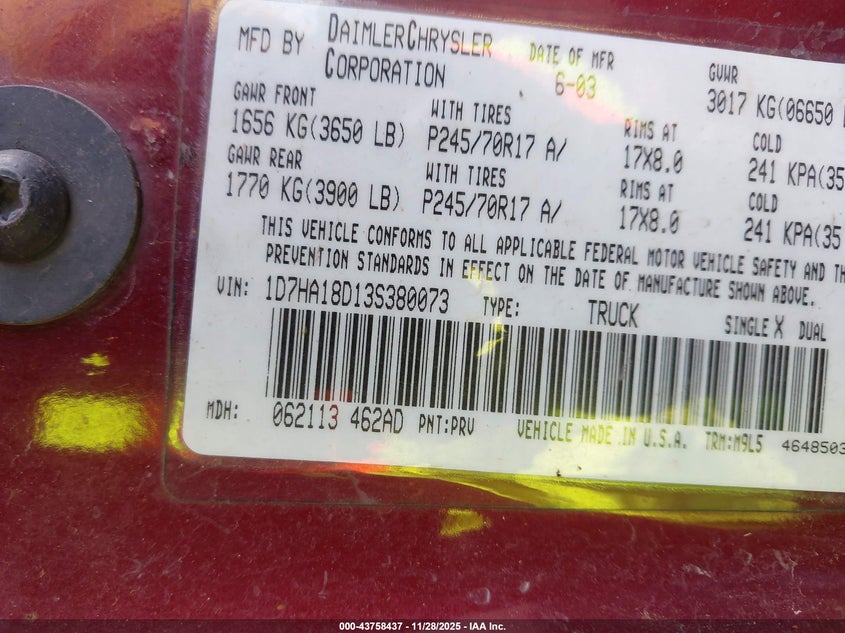 MFD BY DAIMLERCHRYSLER CORPORATION
DATE OF MFR 6-03
GVWR 3017 KG(06650
GAWR FRONT WITH TIRES RIMS AT COLD
1656 KG(3650 LB) P245/70R17 A/ 17X8.0 241 KPA(35
GAWR REAR WITH TIRES RIMS AT COLD
1770 KG(3900 LB) P245/70R17 A/ 17X8.0 241 KPA(35
THIS VEHICLE CONFORMS TO ALL APPLICABLE FEDERAL MOTOR VEHICLE SAFETY AND TH
PREVENTION STANDARDS IN EFFECT ON THE DATE OF MANUFACTURE SHOWN ABOVE.
VIN: 1D7HA18D13S380073 TYPE: TRUCK SINGLE X DUAL
MDH: 062113 462AD PNT:PRV VEHICLE MADE IN U.S.A. TRM:M9L5 4648503
000-43758437 - 11/28/2025 - IAA Inc.